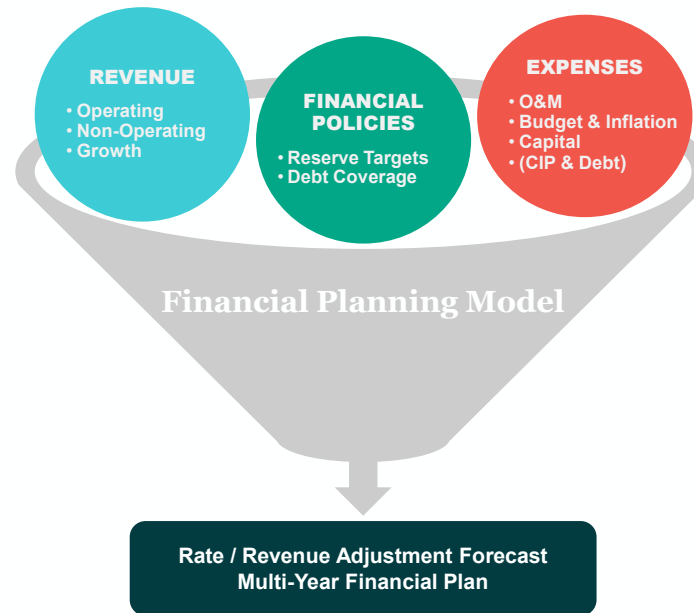 REVENUE
• Operating
• Non-Operating
• Growth
FINANCIAL
POLICIES
• Reserve Targets
• Debt Coverage
EXPENSES
• O&M
• Budget & Inflation
• Capital
• (CIP & Debt)
Financial Planning Model
Rate / Revenue Adjustment Forecast
Multi-Year Financial Plan